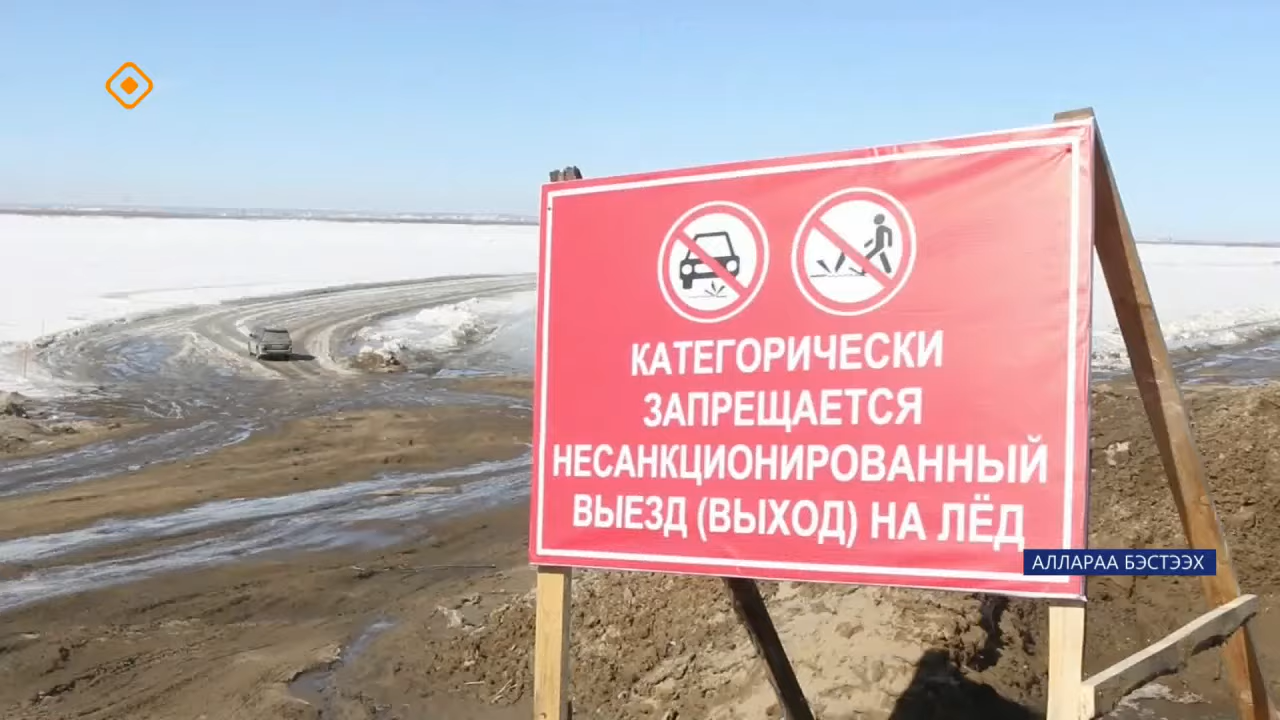 КАТЕГОРИЧЕСКИ
ЗАПРЕЩАЕТСЯ
НЕСАНКЦИОНИРОВАННЫЙ
ВЫЕЗД (ВЫХОД) НА ЛЁД
АЛЛАРАА БЭСТЭЭХ